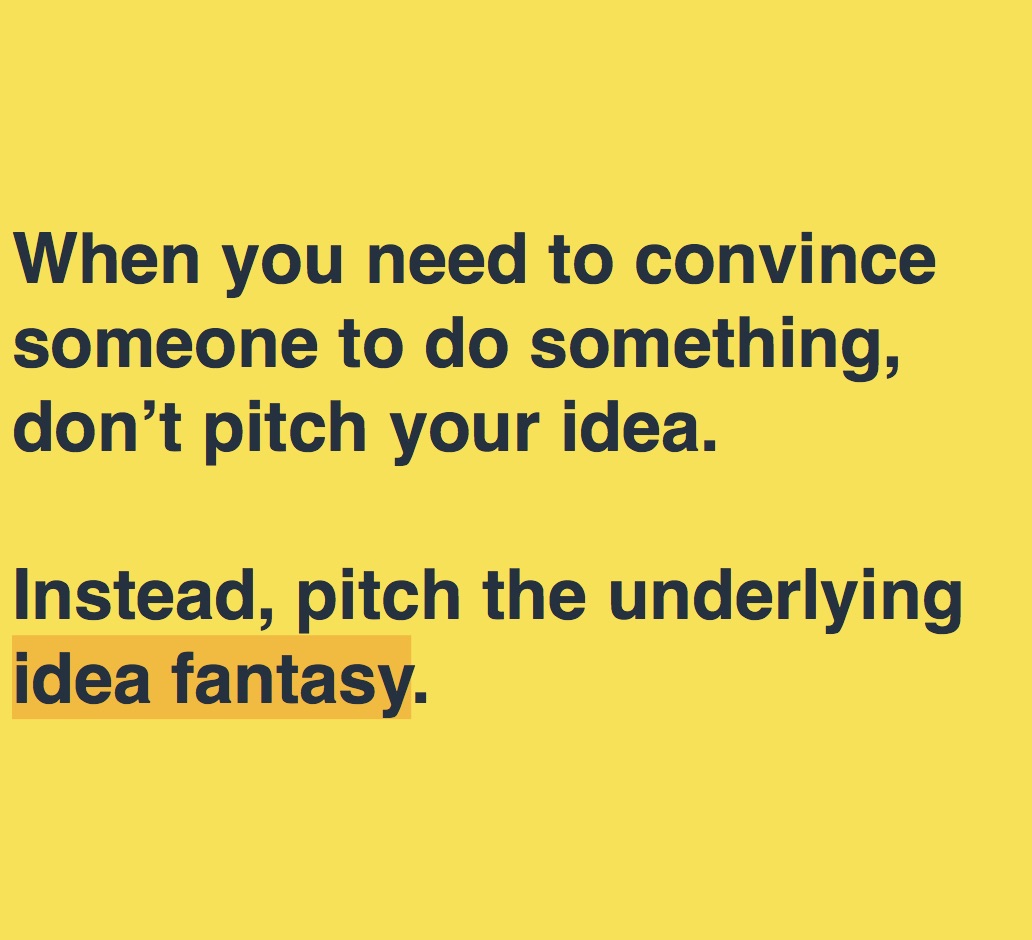 When you need to convince
someone to do something,
don’t pitch your idea.
Instead, pitch the underlying
idea fantasy.